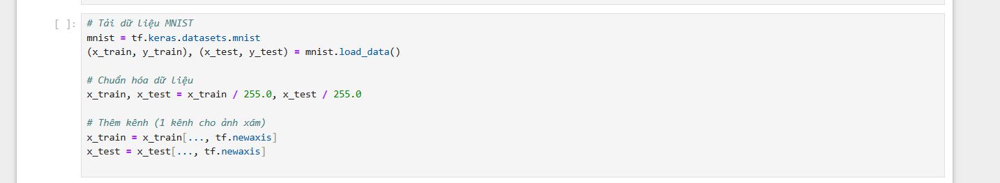 [ ]:
# Tải dữ liệu MNIST
mnist = tf.keras.datasets.mnist
(x_train, y_train), (x_test, y_test) = mnist.load_data()
# Chuẩn hóa dữ liệu
x_train, x_test = x_train / 255.0, x_test / 255.0
# Thêm kênh (1 kênh cho ảnh xám)
x_train = x_train[..., tf.newaxis]
x_test = x_test[..., tf.newaxis]